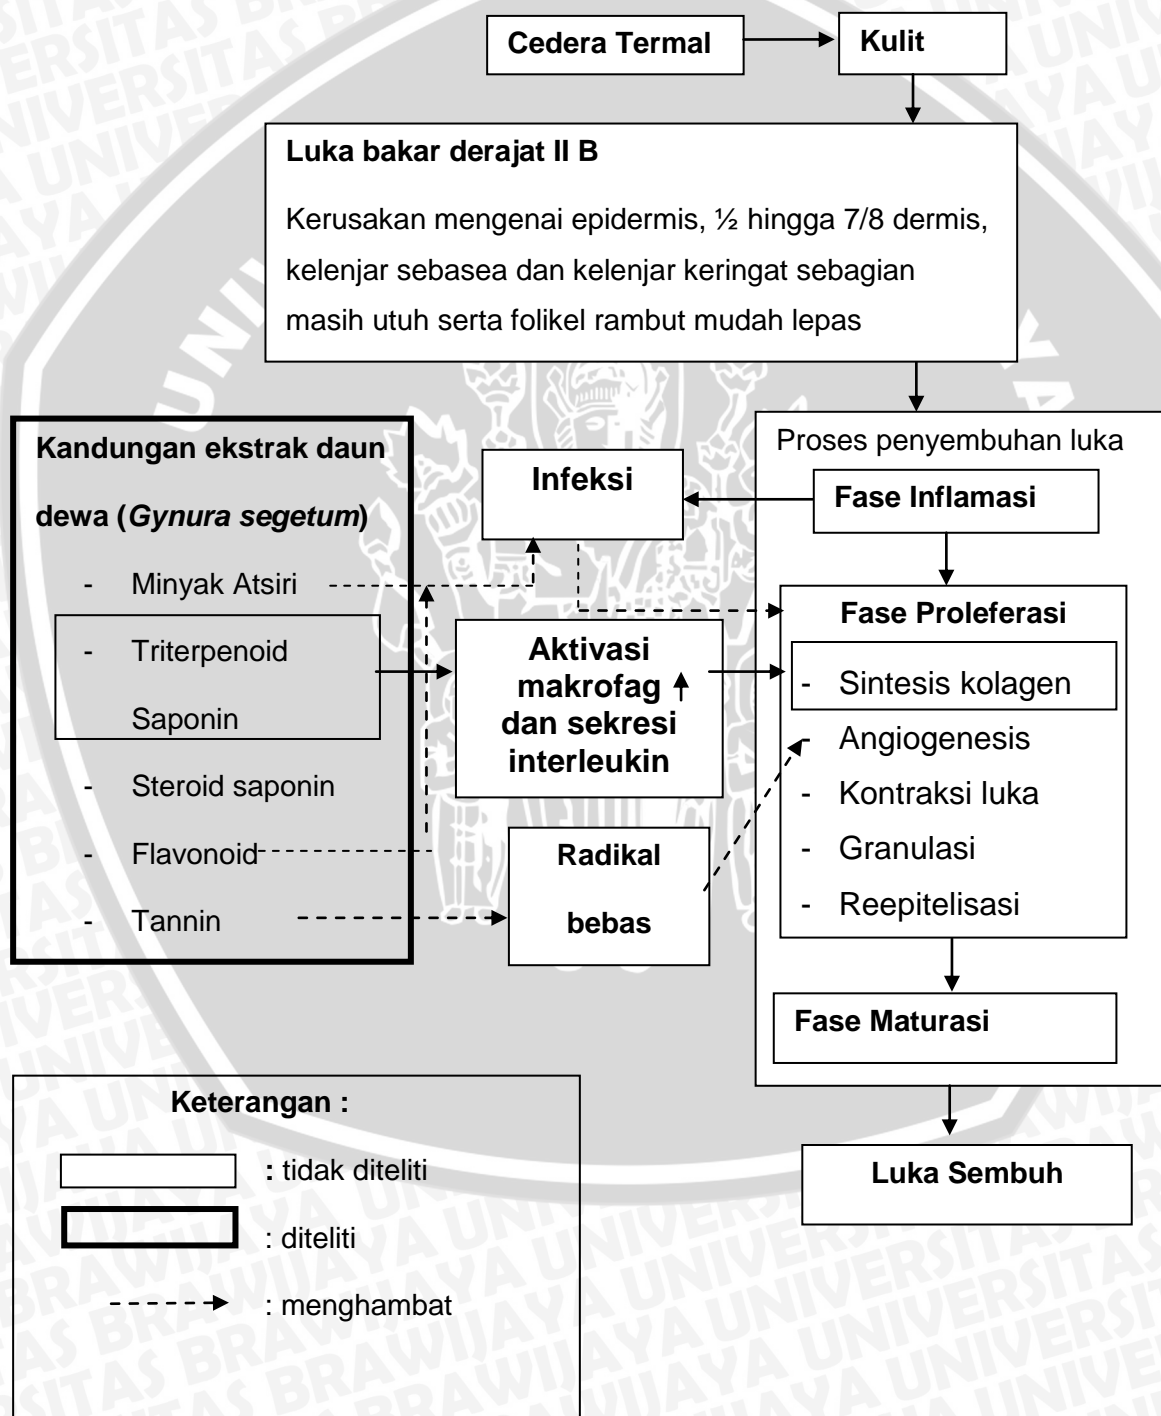 Cedera Termal
Kulit
Luka bakar derajat II B
Kerusakan mengenai epidermis, ½ hingga 7/8 dermis,
kelenjar sebasea dan kelenjar keringat sebagian
masih utuh serta folikel rambut mudah lepas
Kandungan ekstrak daun
dewa (Gynura segetum)
- Minyak Atsiri
- Triterpenoid
Saponin
- Steroid saponin
- Flavonoid
- Tannin
Infeksi
Aktivasi
makrofag
dan sekresi
interleukin
Radikal
bebas
Proses penyembuhan luka
Fase Inflamasi
Fase Proleferasi
- Sintesis kolagen
- Angiogenesis
- Kontraksi luka
- Granulasi
- Reepitelisasi
Fase Maturasi
Luka Sembuh
Keterangan :
: tidak diteliti
: diteliti
: menghambat